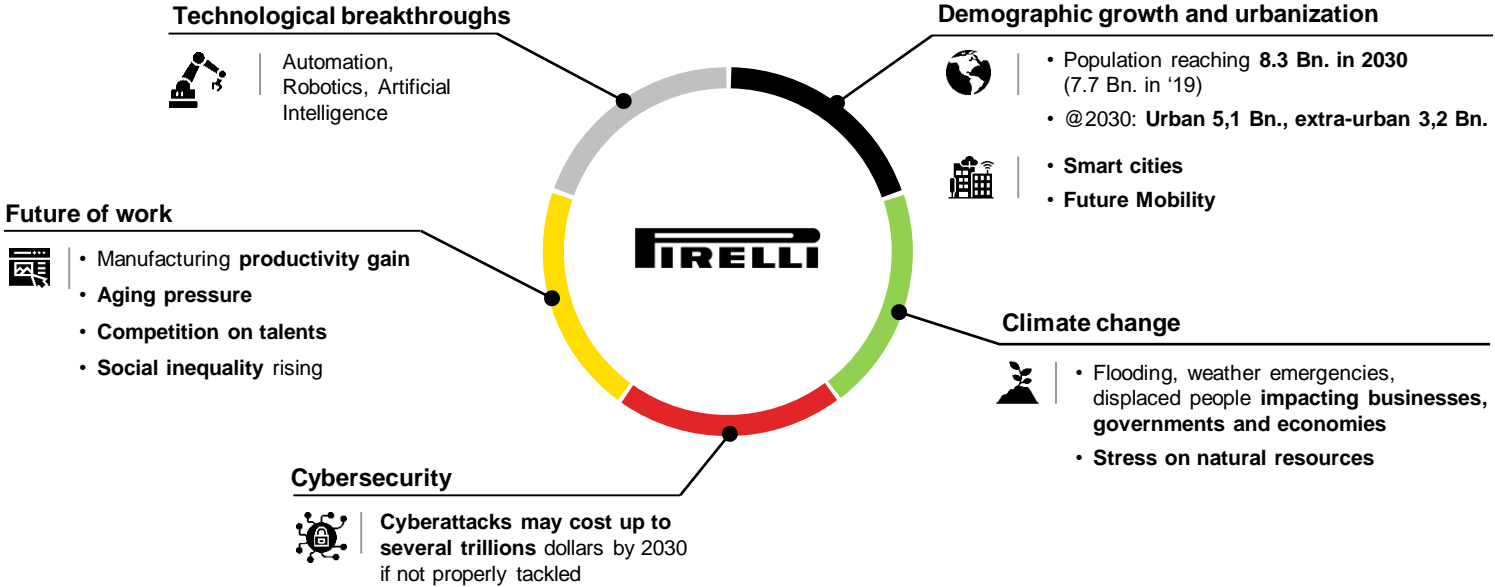 Technological breakthroughs
Automation,
Robotics, Artificial
Intelligence
Demographic growth and urbanization
• Population reaching 8.3 Bn. in 2030
(7.7 Bn. in ‘19)
• @2030: Urban 5,1 Bn., extra-urban 3,2 Bn.
• Smart cities
• Future Mobility
Future of work
• Manufacturing productivity gain
• Aging pressure
• Competition on talents
• Social inequality rising
PIRELLI
Climate change
• Flooding, weather emergencies,
displaced people impacting businesses,
governments and economies
• Stress on natural resources
Cybersecurity
Cyberattacks may cost up to
several trillions dollars by 2030
if not properly tackled